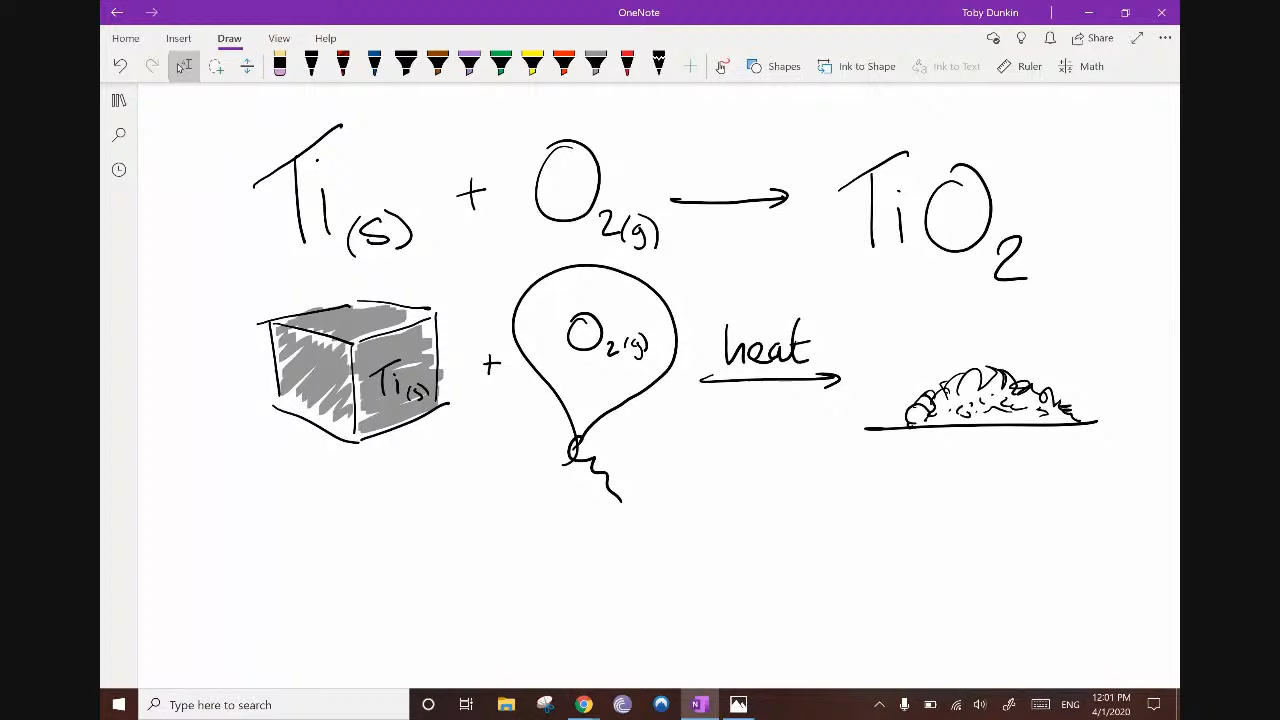 OneNote
Toby Dunkin
Home Insert Draw View Help
Share
Shapes Ink to Shape Ink to Text Ruler Math
Ti(s) + O2(g) → TiO2
Ti(s) + O2(g) heat
Type here to search
N
ENG
12:01 PM
4/1/2020